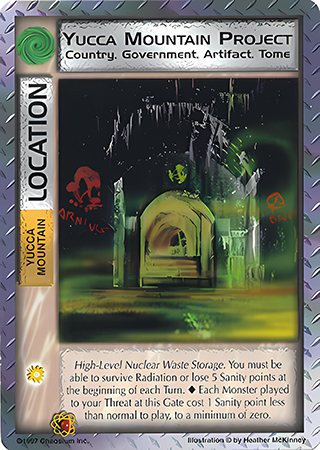 YUCCA MOUNTAIN PROJECT
Country, Government, Artifact, Tome
LOCATION
YUCCA
MOUNTAIN
High-Level Nuclear Waste Storage. You must be
able to survive Radiation or lose 5 Sanity points at
the beginning of each Turn. ◆ Each Monster played
to your Threat at this Gate cost 1 Sanity point less
than normal to play, to a minimum of zero.
©1997 Chaosium Inc.
Illustration © by Heather McKinney